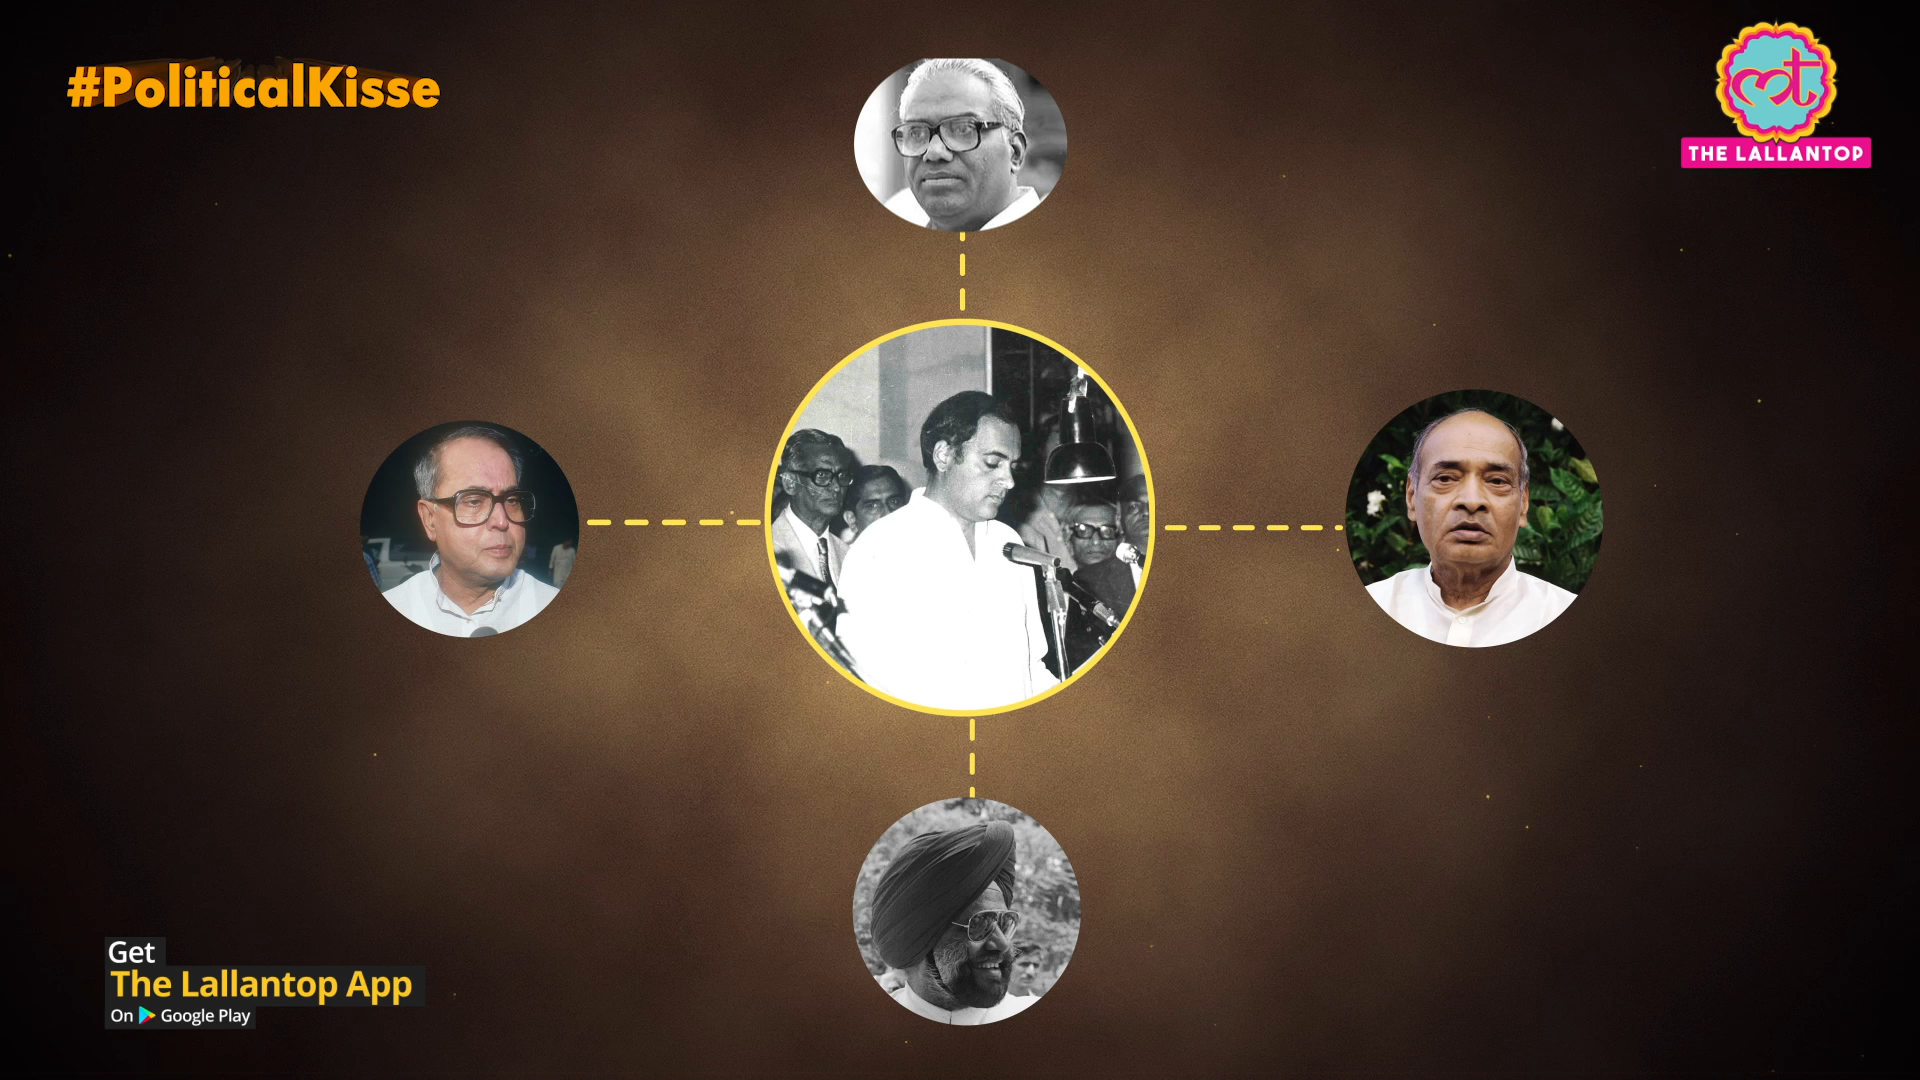 #PoliticalKisse
THE LALLANTOP
Get
The Lallantop App
On Google Play